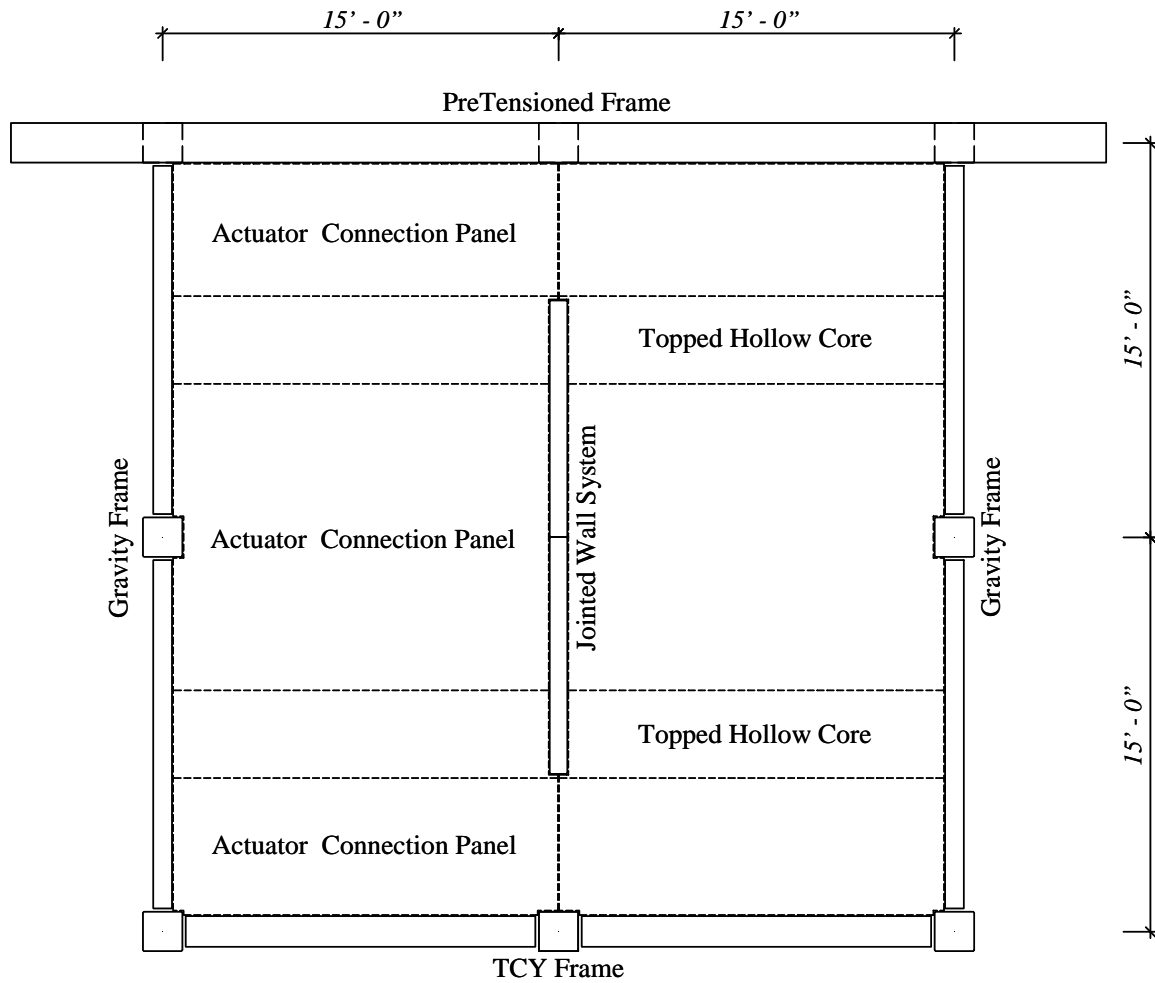 15' - 0”
15' - 0”
PreTensioned Frame
Actuator Connection Panel
Topped Hollow Core
15' - 0”
Gravity Frame
Actuator Connection Panel
Jointed Wall System
Gravity Frame
Topped Hollow Core
15' - 0”
Actuator Connection Panel
TCY Frame